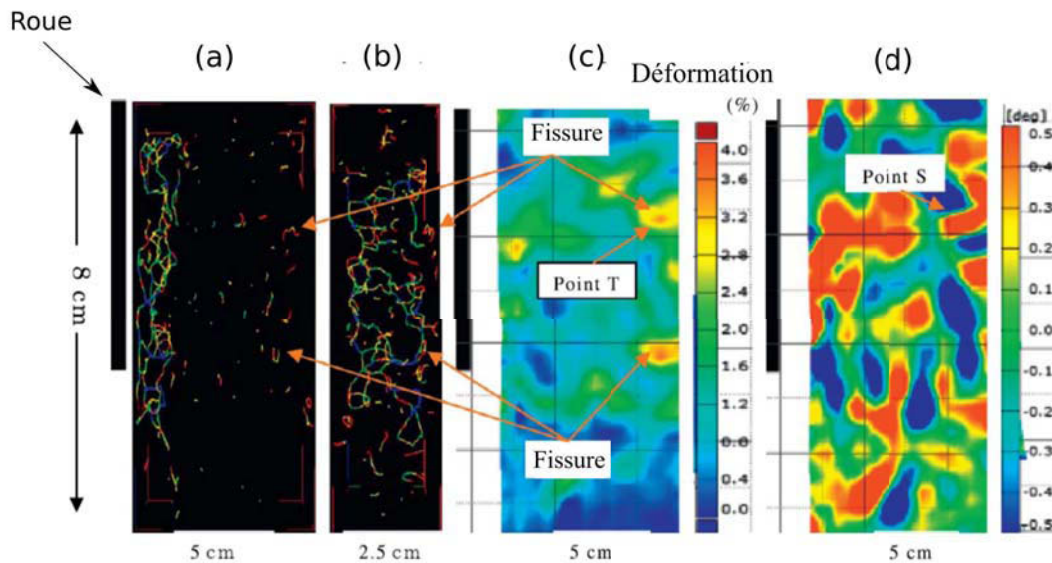 Roue
(a)
(b)
(c)
(d)
Déformation
(%)
[deg]
Fissure
Point S
Point T
Fissure
8 cm
4.0
3.6
3.2
2.8
2.4
2.0
1.6
1.2
0.8
0.4
0.0
0.5
0.4
0.3
0.2
0.1
0.0
-0.1
-0.2
-0.3
-0.4
-0.5
5 cm
2.5 cm
5 cm
5 cm